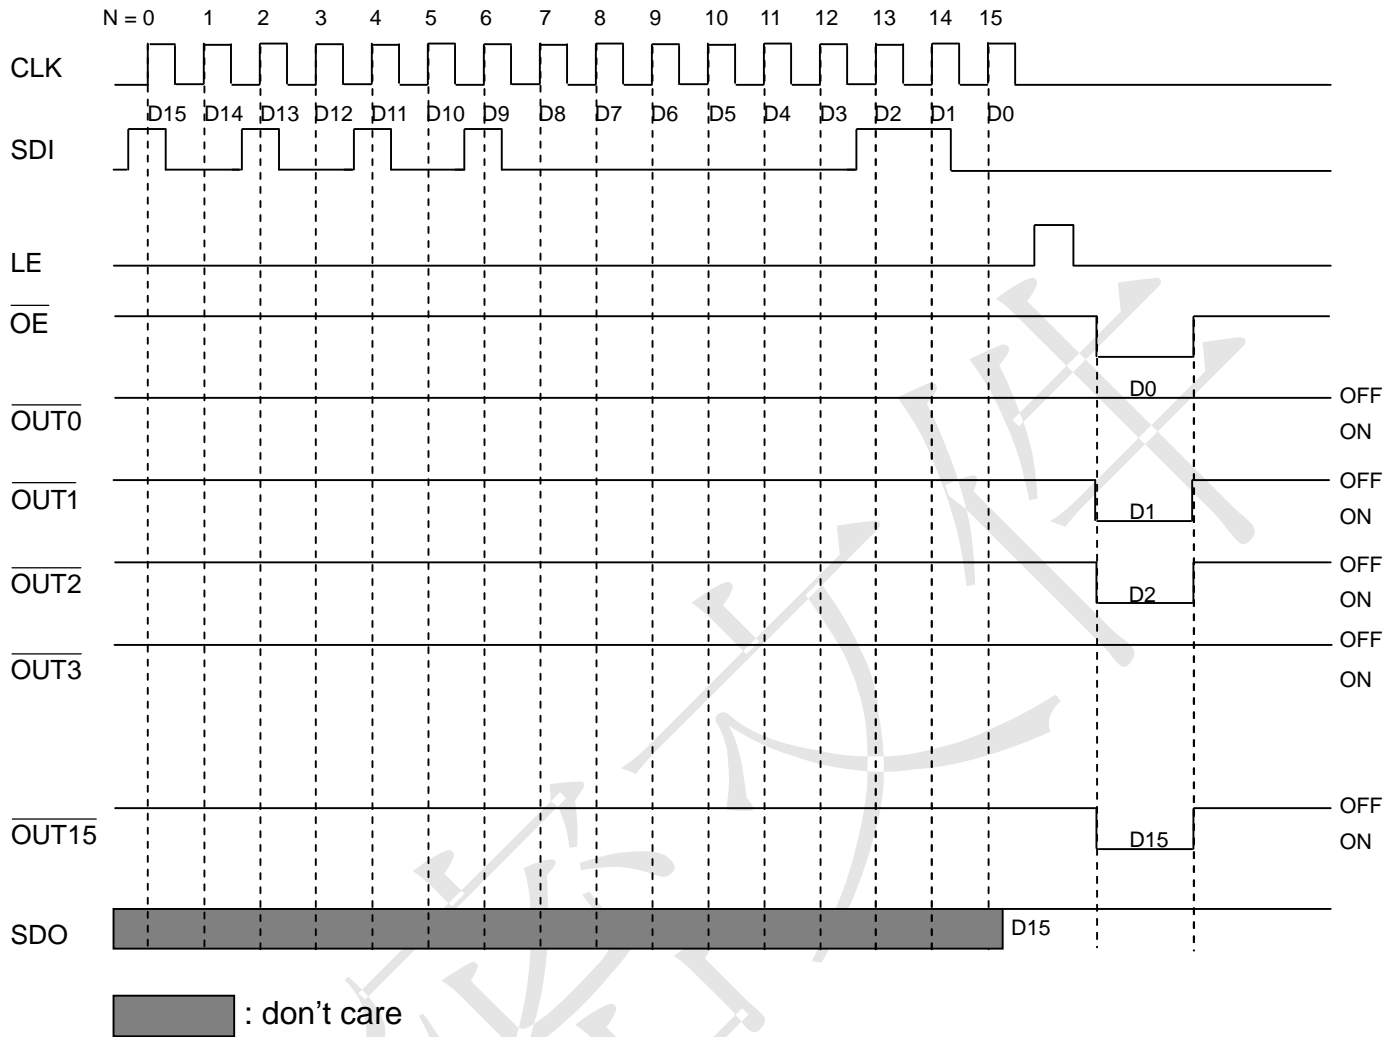 N = 0 1 2 3 4 5 6 7 8 9 10 11 12 13 14 15
CLK
D15 D14 D13 D12 D11 D10 D9 D8 D7 D6 D5 D4 D3 D2 D1 D0
SDI
LE
OE
D0 OFF
OUT0 ON
OUT1 OFF
D1 ON
OUT2 OFF
D2 ON
OFF
OUT3 ON
OFF
OUT15 D15 ON
SDO D15
: don't care